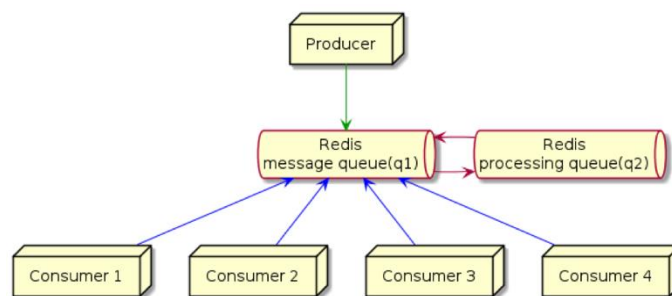 Producer
Redis
message queue(q1)
Redis
processing queue(q2)
Consumer 1
Consumer 2
Consumer 3
Consumer 4